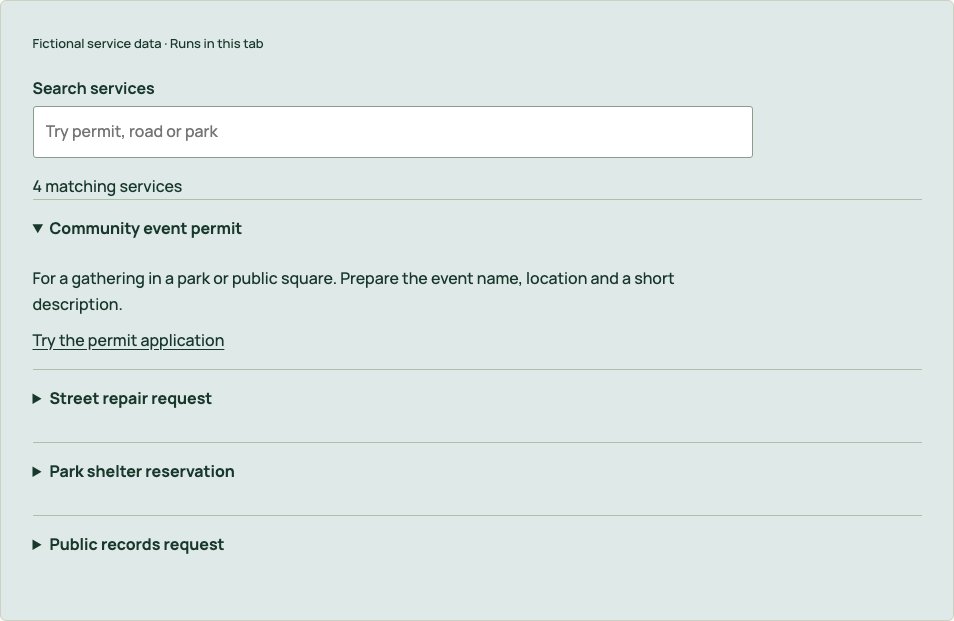 Fictional service data · Runs in this tab
Search services
Try permit, road or park
4 matching services
Community event permit
For a gathering in a park or public square. Prepare the event name, location and a short
description.
Try the permit application
Street repair request
Park shelter reservation
Public records request